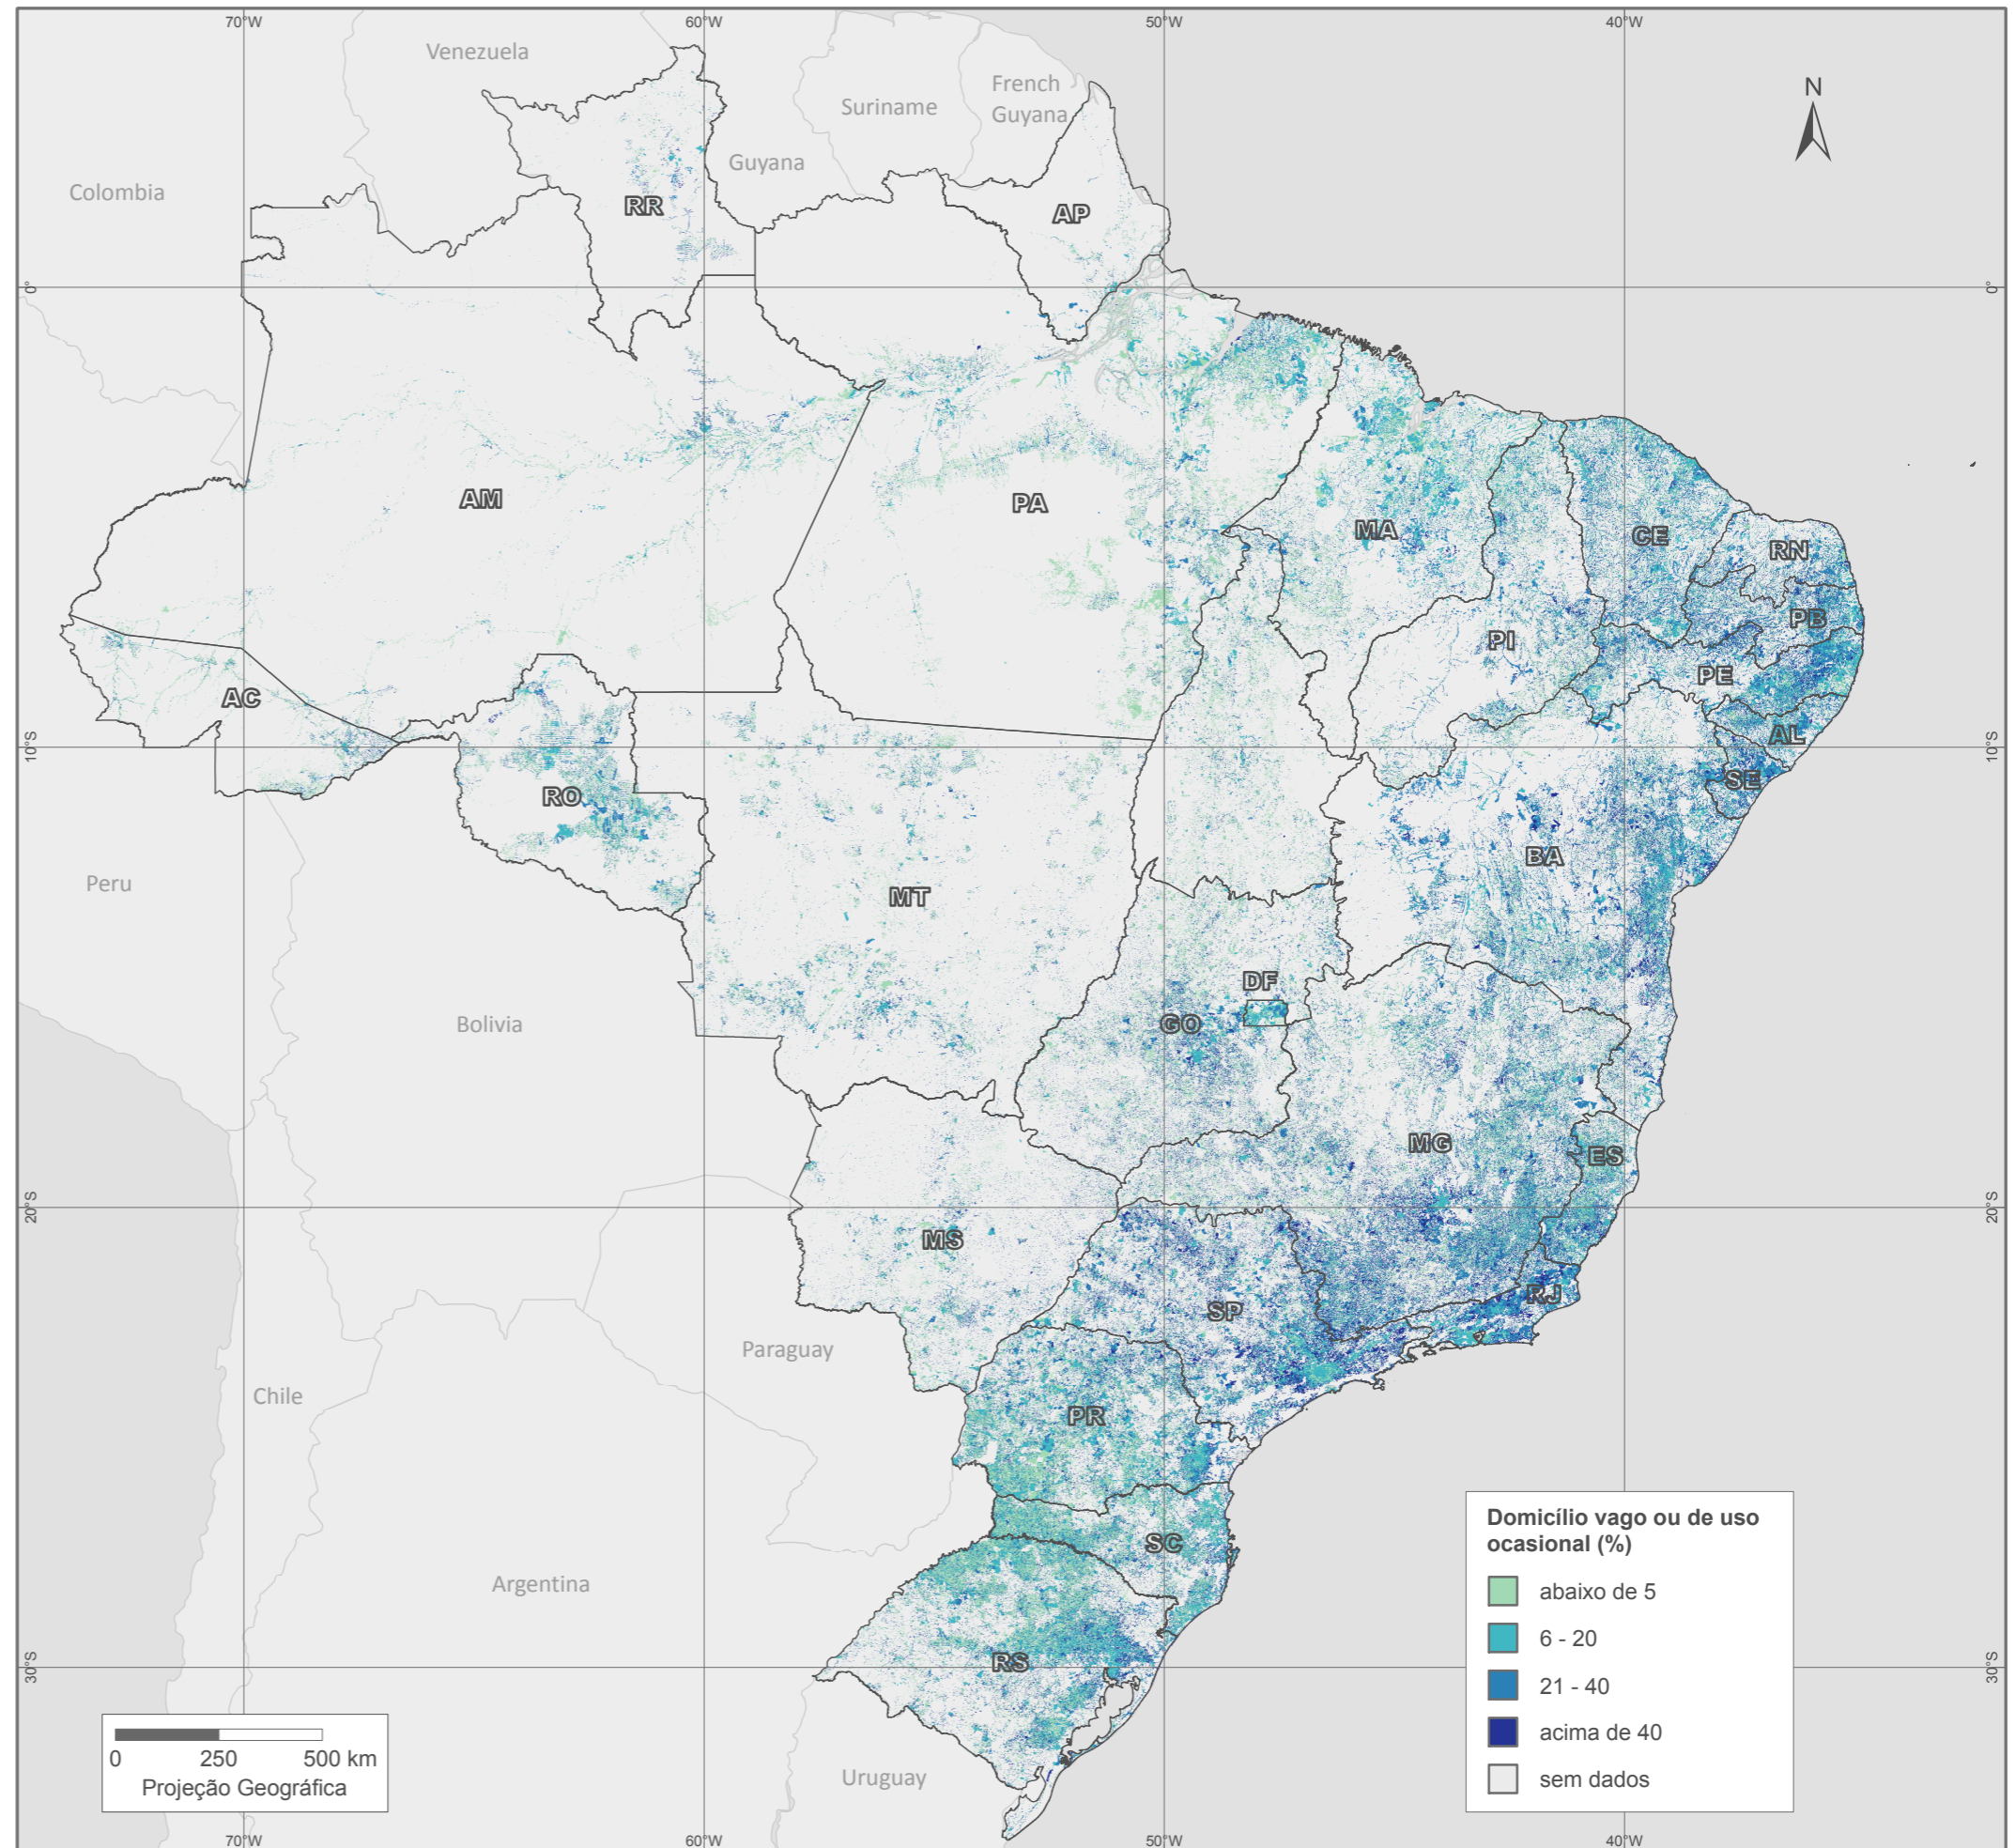 70°W
60°W
50°W
40°W
Venezuela
Suriname
French
Guyana
N
Guyana
Colombia
RR
AP
0°
0°
AM
PA
MA
CE
RN
PI
PB
PE
AC
AL
10°S
10°S
SE
RO
BA
Peru
MT
DF
GO
Bolivia
MG
ES
20°S
20°S
MS
RJ
SP
Paraguay
Chile
PR
SC
Argentina
RS
30°S
30°S
Uruguay
Domicílio vago ou de uso
ocasional (%)
abaixo de 5
6 - 20
21 - 40
acima de 40
sem dados
0 250 500 km
Projeção Geográfica
70°W
60°W
50°W
40°W